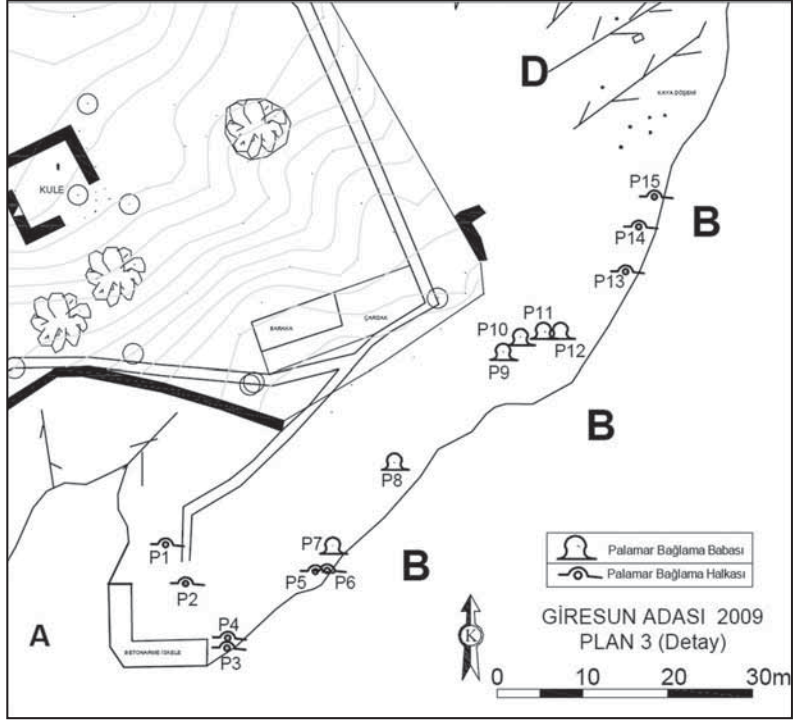 D
KAYA DÖŞEMİ
KULE
P15
B
P14
P13
BARAKA
ÇARDAK
P11
P10
P12
P9
B
P8
P7
P1
P5
P6
B
P2
A
P4
P3
BETONARME İSKELE
Palamar Bağlama Babası
Palamar Bağlama Halkası
K
GİRESUN ADASI 2009
PLAN 3 (Detay)
0 10 20 30m